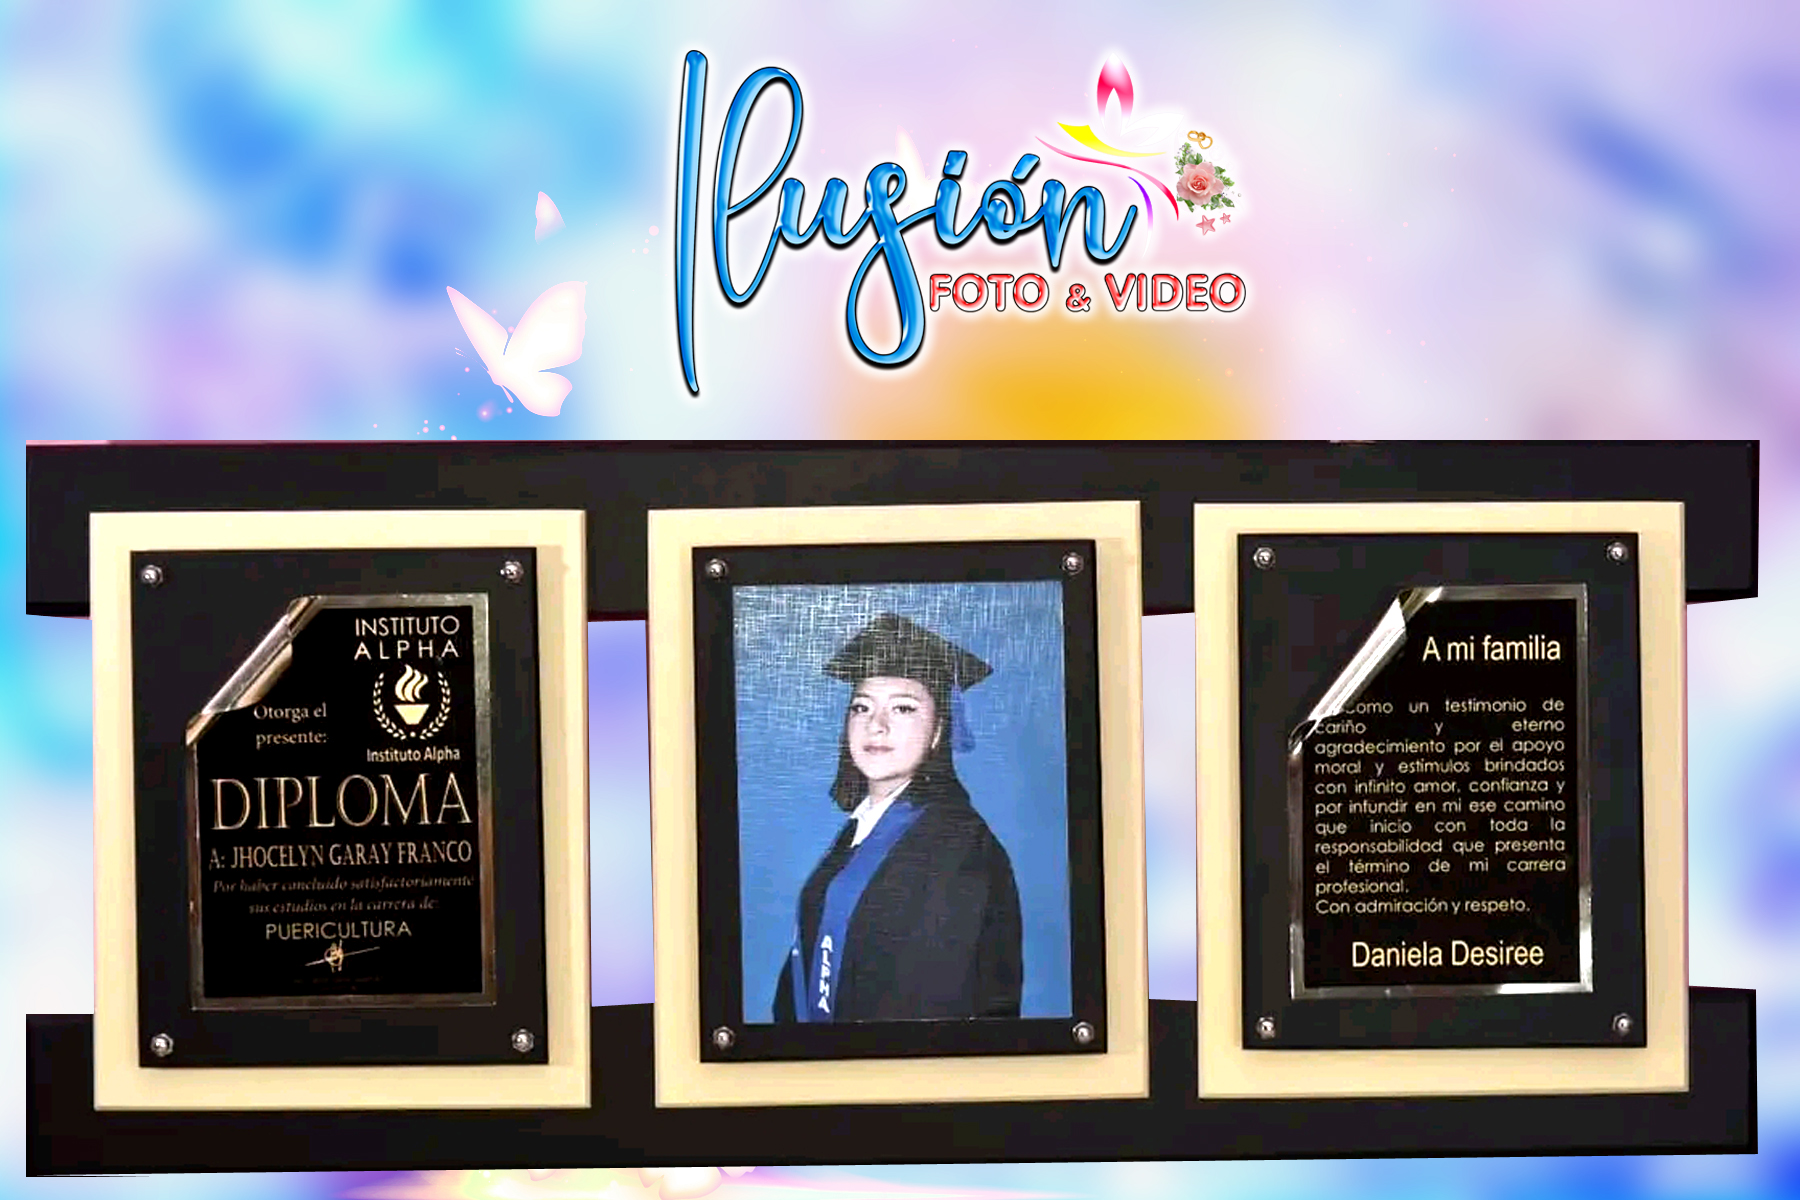 Ilusión
FOTO & VIDEO
INSTITUTO
ALPHA
Otorga el
presente:
Instituto Alpha
DIPLOMA
A: JHOCELYN GARAY FRANCO
Por haber concluido satisfactoriamente
sus estudios en la carrera de:
PUERICULTURA
ALPHA
A mi familia
Como un testimonio de
cariño y eterno
agradecimiento por el apoyo
moral y estímulos brindados
con infinito amor, confianza y
por infundir en mi ese camino
que inicio con toda la
responsabilidad que presenta
el término de mi carrera
profesional.
Con admiración y respeto.
Daniela Desiree